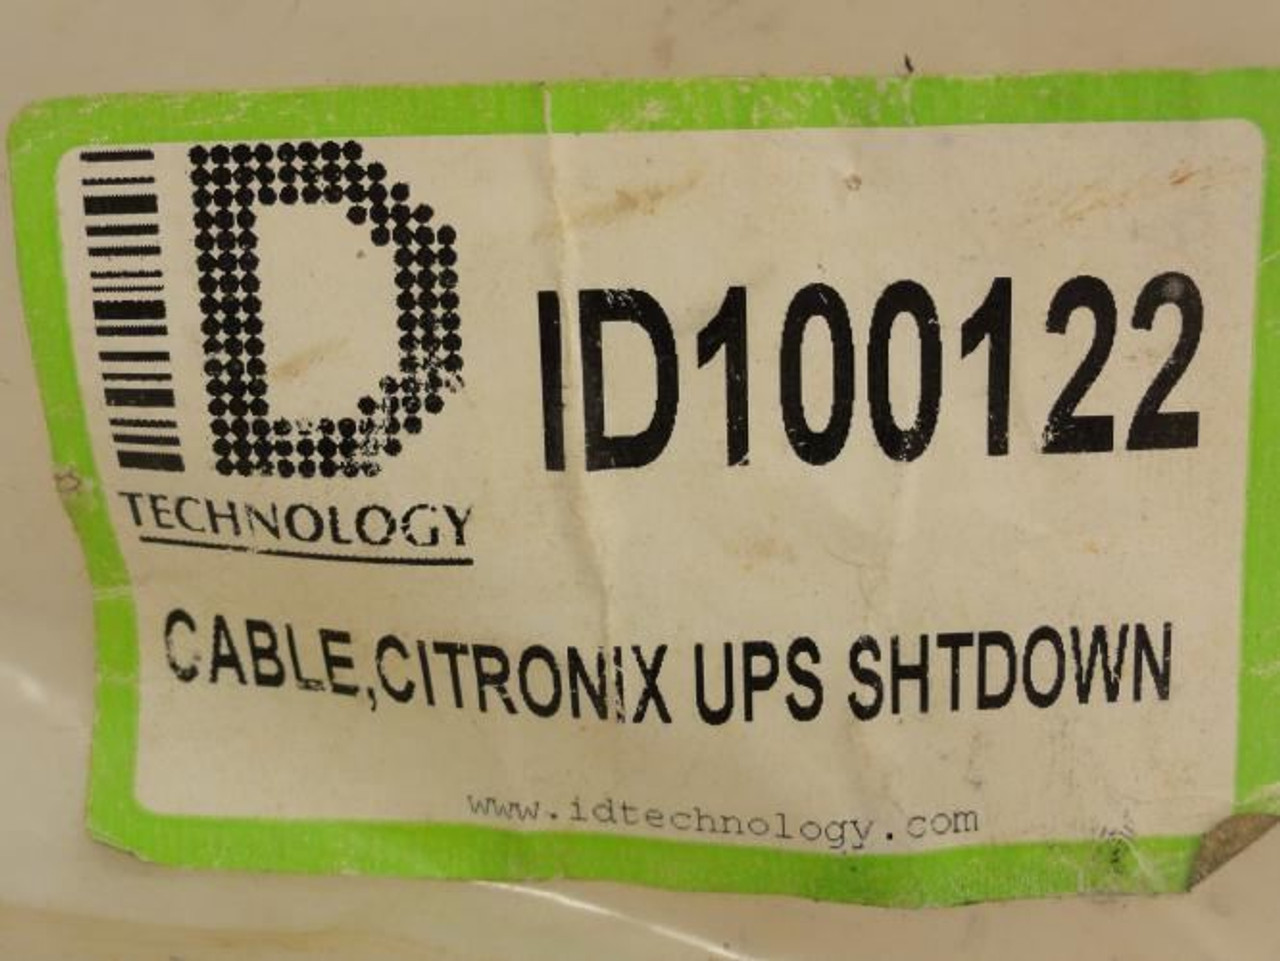 ID
TECHNOLOGY
ID100122
CABLE,CITRONIX UPS SHTDOWN
www.idtechnology.com